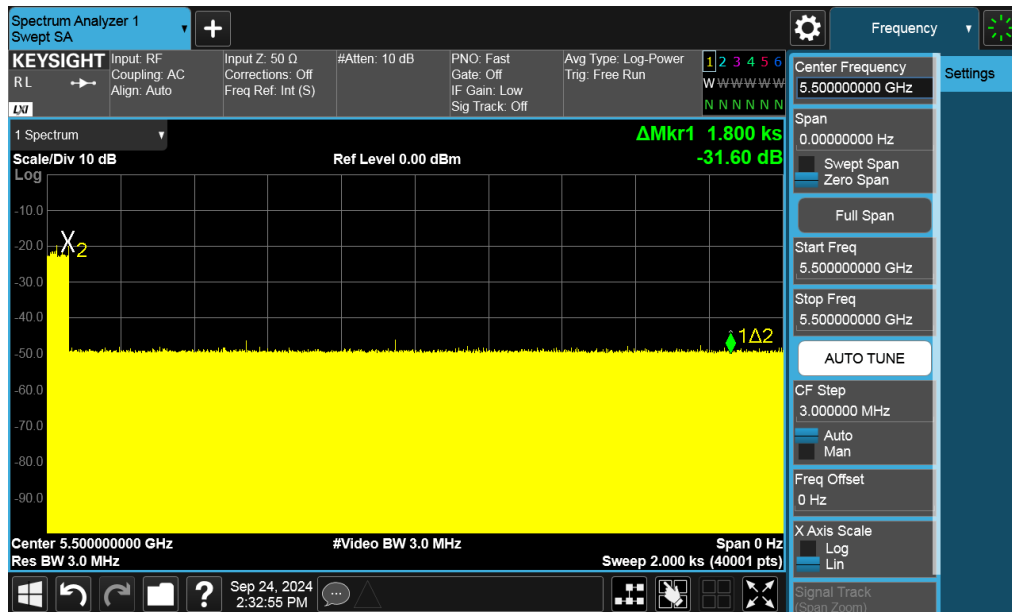 Spectrum Analyzer 1
Swept SA
Frequency
KEYSIGHT
RL
LXI
Input: RF
Coupling: AC
Align: Auto
Input Z: 50 Ω
Corrections: Off
Freq Ref: Int (S)
#Atten: 10 dB
PNO: Fast
Gate: Off
IF Gain: Low
Sig Track: Off
Avg Type: Log-Power
Trig: Free Run
1 2 3 4 5 6
W W W W W W
N N N N N N
1 Spectrum
Scale/Div 10 dB
Ref Level 0.00 dBm
ΔMkr1 1.800 ks
-31.60 dB
Log
-10.0
-20.0
-30.0
-40.0
-50.0
-60.0
-70.0
-80.0
-90.0
X2
1Δ2
Center 5.500000000 GHz
#Video BW 3.0 MHz
Span 0 Hz
Res BW 3.0 MHz
Sweep 2.000 ks (40001 pts)
?
Sep 24, 2024
2:32:55 PM
Center Frequency
5.500000000 GHz
Span
0.00000000 Hz
Swept Span
Zero Span
Full Span
Start Freq
5.500000000 GHz
Stop Freq
5.500000000 GHz
AUTO TUNE
CF Step
3.000000 MHz
Auto
Man
Freq Offset
0 Hz
X Axis Scale
Log
Lin
Signal Track
(Span Zoom)
Settings